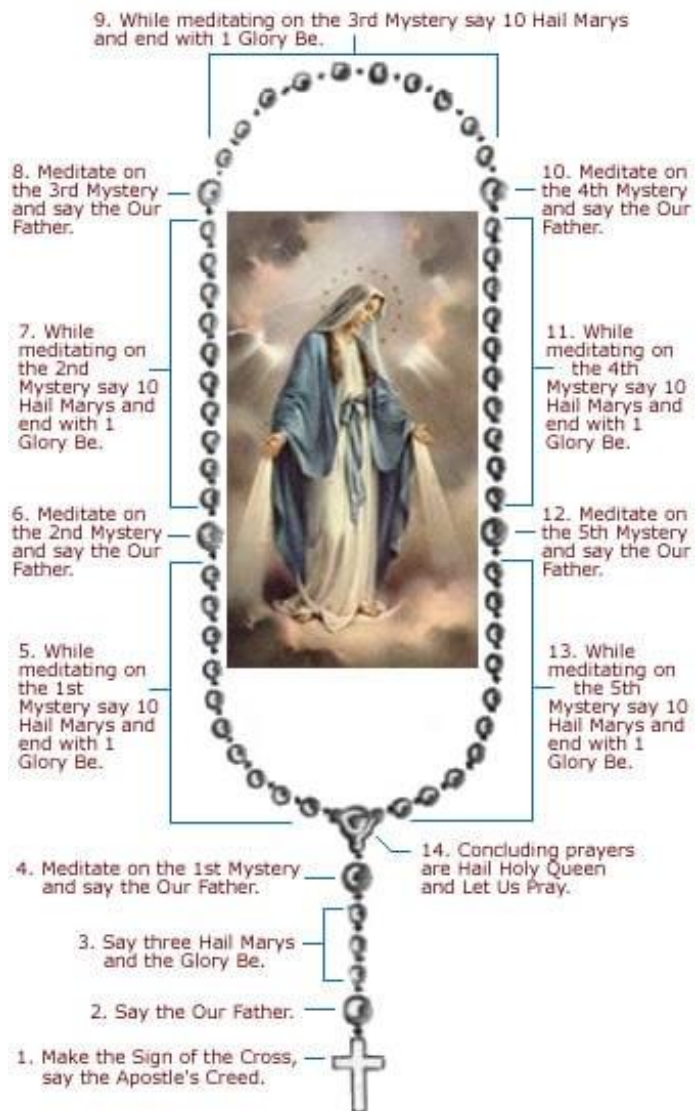 9. While meditating on the 3rd Mystery say 10 Hail Marys
and end with 1 Glory Be.
8. Meditate on
the 3rd Mystery
and say the Our
Father.
10. Meditate on
the 4th Mystery
and say the Our
Father.
7. While
meditating on
the 2nd
Mystery say 10
Hail Marys and
end with 1
Glory Be.
11. While
meditating on
the 4th
Mystery say 10
Hail Marys and
end with 1
Glory Be.
6. Meditate on
the 2nd Mystery
and say the Our
Father.
12. Meditate on
the 5th Mystery
and say the Our
Father.
5. While
meditating on
the 1st
Mystery say 10
Hail Marys and
end with 1
Glory Be.
13. While
meditating on
the 5th
Mystery say 10
Hail Marys and
end with 1
Glory Be.
4. Meditate on the 1st Mystery
and say the Our Father.
14. Concluding prayers
are Hail Holy Queen
and Let Us Pray.
3. Say three Hail Marys
and the Glory Be.
2. Say the Our Father.
1. Make the Sign of the Cross,
say the Apostle's Creed.